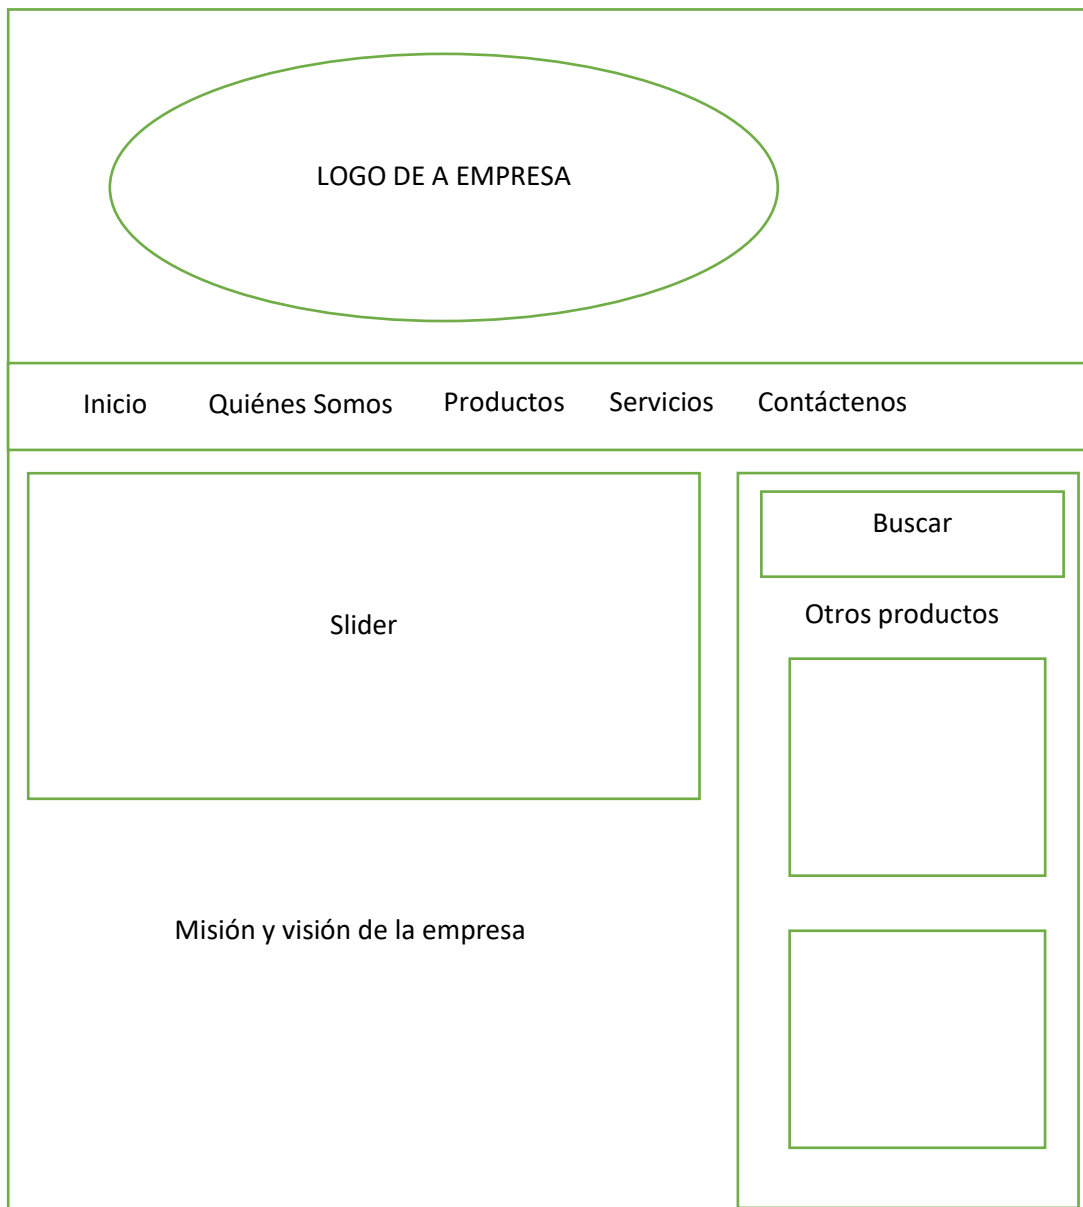 LOGO DE A EMPRESA
Inicio
Quiénes Somos
Productos
Servicios
Contáctenos
Slider
Buscar
Otros productos
Misión y visión de la empresa